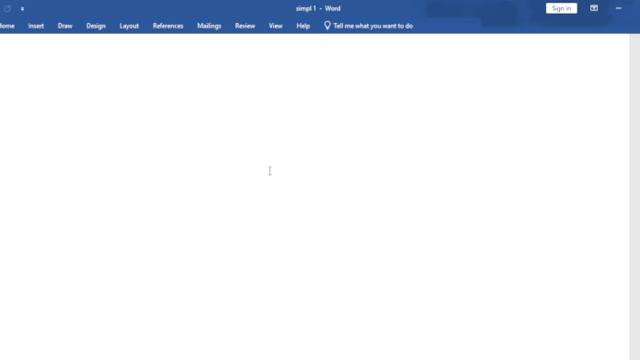 simpl 1 - Word
Sign in
Home Insert Draw Design Layout References Mailings Review View Help Tell me what you want to do